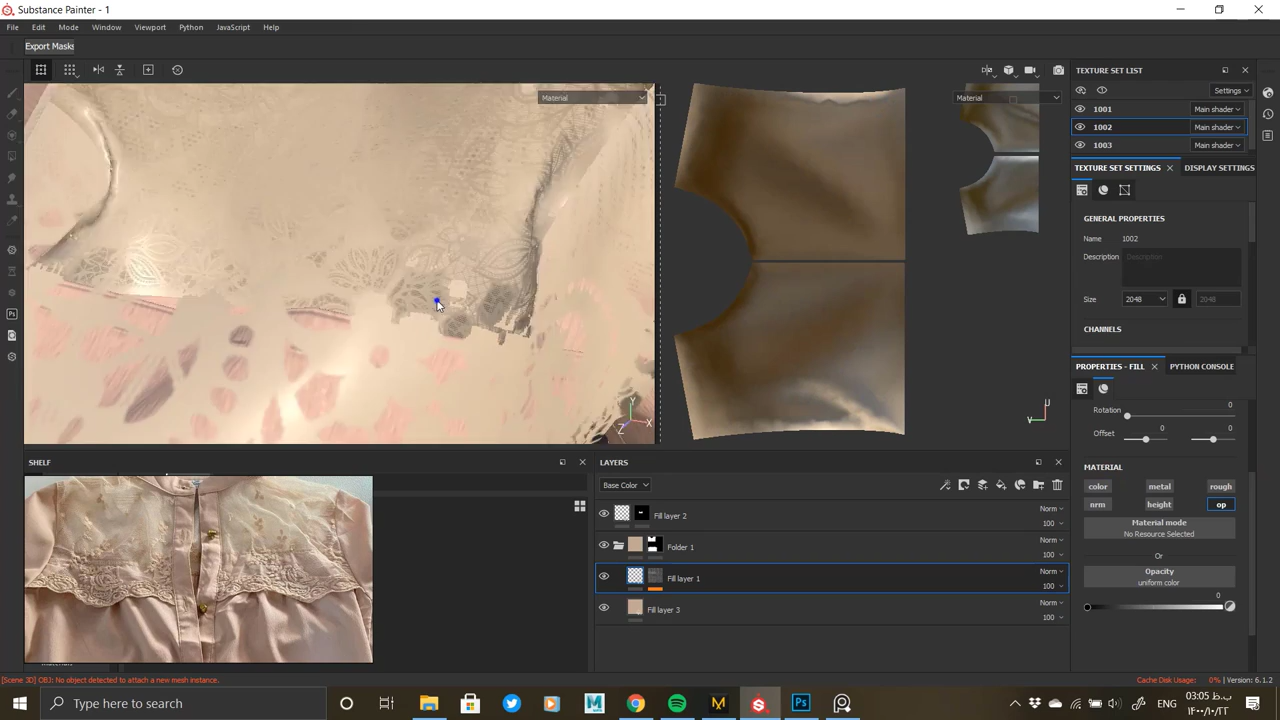 Substance Painter - 1
File Edit Mode Window Viewport Python JavaScript Help
Export Masks
Material
Material
TEXTURE SET LIST
Settings
1001 Main shader
1002 Main shader
1003 Main shader
TEXTURE SET SETTINGS DISPLAY SETTINGS
GENERAL PROPERTIES
Name 1002
Description Description
Size 2048 2048
CHANNELS
PROPERTIES - FILL PYTHON CONSOLE
Rotation 0
Offset 0 0
MATERIAL
color metal rough
nrm height op
Material mode
No Resource Selected
Or
Opacity
uniform color
0
Y
X
Z
U
V
SHELF
LAYERS
Base Color
Fill layer 2 Norm 100
Folder 1 Norm 100
Fill layer 1 Norm 100
Fill layer 3 Norm 100
[Scene 3D] OBJ: No object detected to attach a new mesh instance.
Cache Disk Usage: 0% | Version: 6.1.2
Type here to search
ENG
03:05 ب.ظ